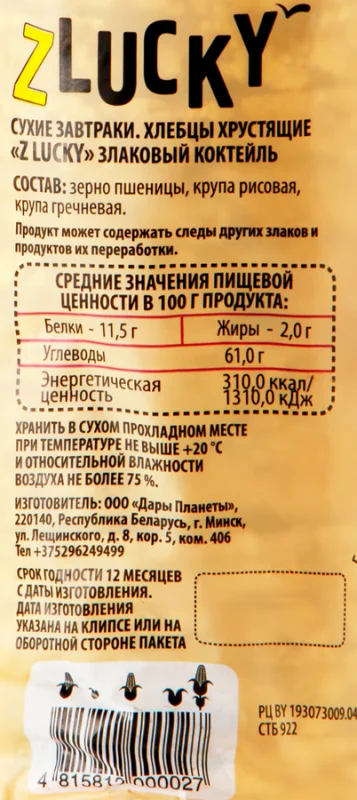 ZLUCKY
СУХИЕ ЗАВТРАКИ. ХЛЕБЦЫ ХРУСТЯЩИЕ
«Z LUCKY» ЗЛАКОВЫЙ КОКТЕЙЛЬ
СОСТАВ: зерно пшеницы, крупа рисовая,
крупа гречневая.
Продукт может содержать следы других злаков и
продуктов их переработки.
СРЕДНИЕ ЗНАЧЕНИЯ ПИЩЕВОЙ
ЦЕННОСТИ В 100 Г ПРОДУКТА:
Белки - 11,5 г Жиры - 2,0 г
Углеводы 61,0 г
Энергетическая 310,0 ккал/
ценность 1310,0 кДж
ХРАНИТЬ В СУХОМ ПРОХЛАДНОМ МЕСТЕ
ПРИ ТЕМПЕРАТУРЕ НЕ ВЫШЕ +20 °С
И ОТНОСИТЕЛЬНОЙ ВЛАЖНОСТИ
ВОЗДУХА НЕ БОЛЕЕ 75 %.
ИЗГОТОВИТЕЛЬ: ООО «Дары Планеты»,
220140, Республика Беларусь, г. Минск,
ул. Лещинского, д. 8, кор. 5, ком. 406
Тел +375296249499
СРОК ГОДНОСТИ 12 МЕСЯЦЕВ
С ДАТЫ ИЗГОТОВЛЕНИЯ.
ДАТА ИЗГОТОВЛЕНИЯ
УКАЗАНА НА КЛИПСЕ ИЛИ НА
ОБОРОТНОЙ СТОРОНЕ ПАКЕТА
РЦ BY 193073009.04
СТБ 922
4 815812 000027